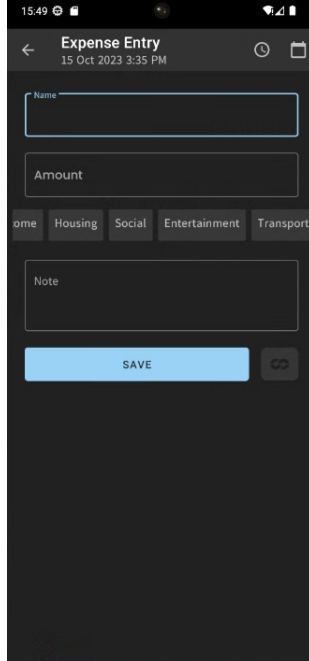 15:49
Expense Entry
15 Oct 2023 3:35 PM
Name
Amount
ome Housing Social Entertainment Transport
Note
SAVE